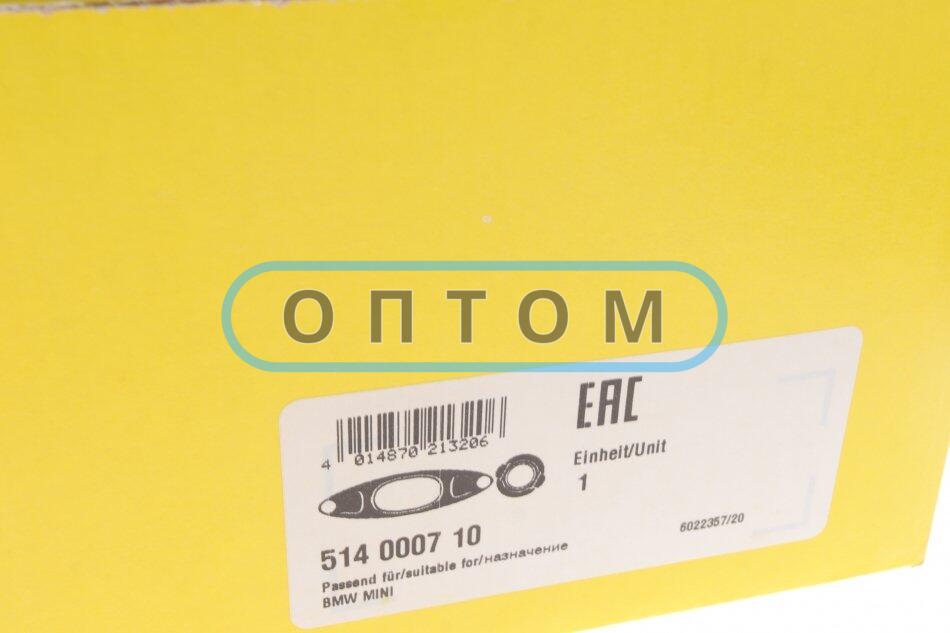 ОПТОМ
EAC
4 014870 213206
Einheit/Unit
1
514 0007 10
6022357/20
Passend für/suitable for/назначение
BMW MINI